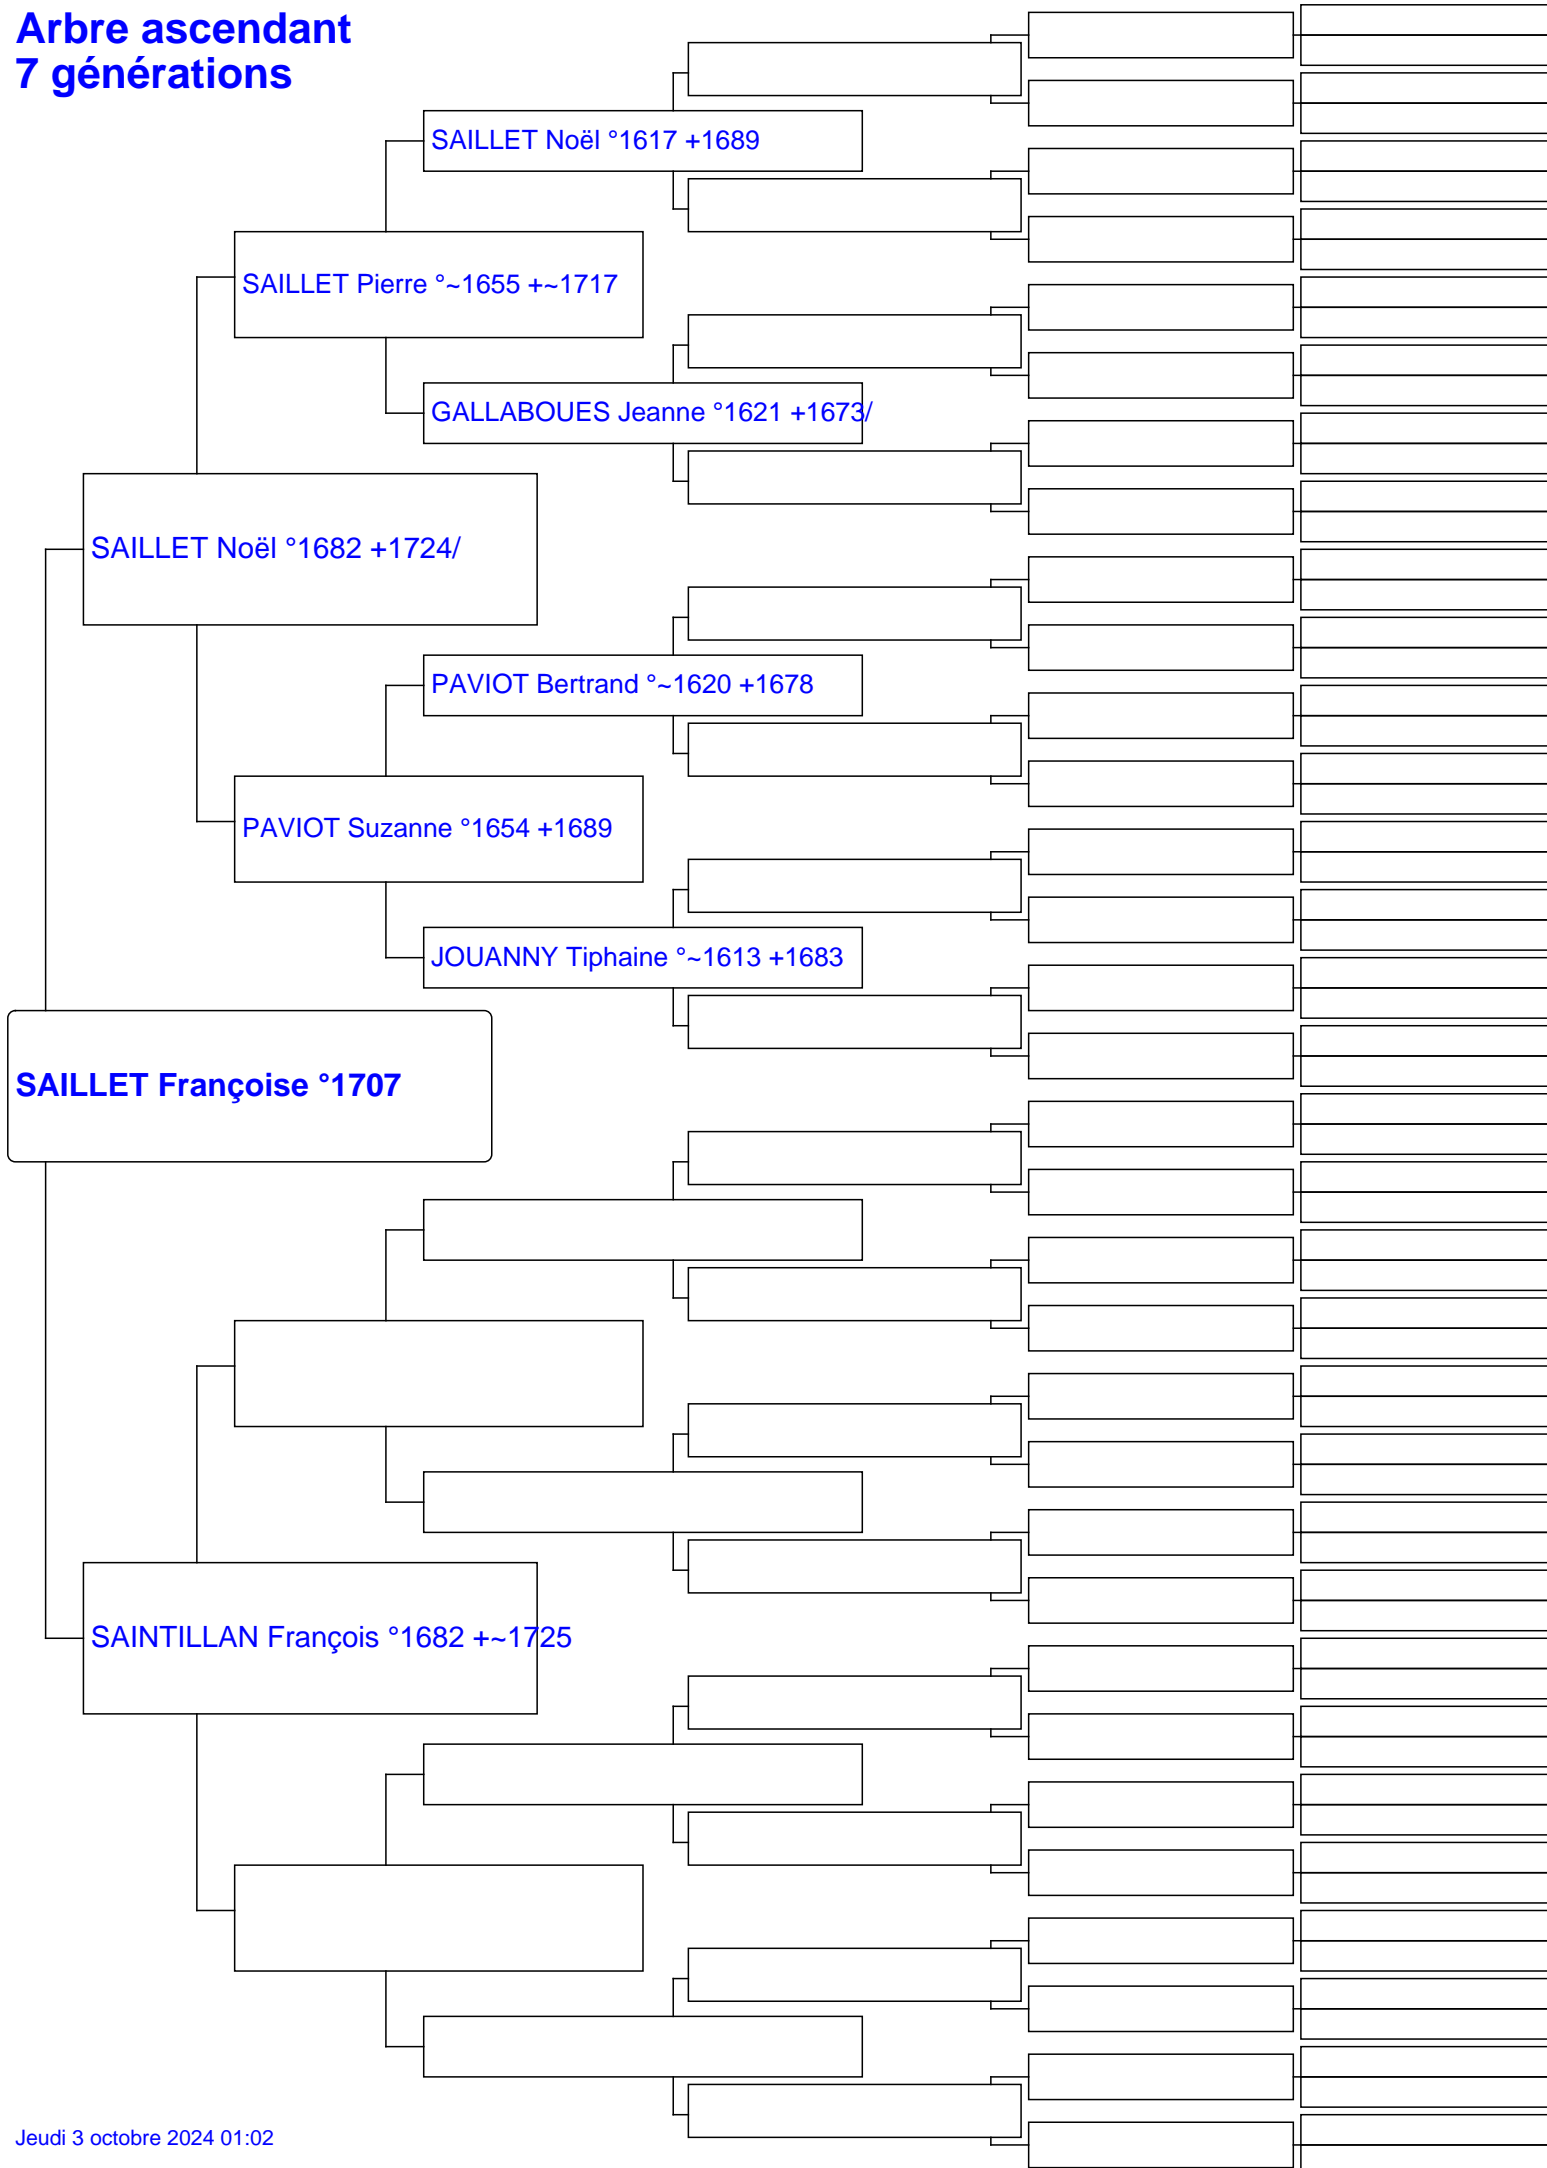 Arbre ascendant
7 générations
SAILLET Noël °1617 +1689
SAILLET Pierre °~1655 +~1717
GALLABOUES Jeanne °1621 +1673/
SAILLET Noël °1682 +1724/
PAVIOT Bertrand °~1620 +1678
PAVIOT Suzanne °1654 +1689
JOUANNY Tiphaine °~1613 +1683
SAILLET Françoise °1707
SAINTILLAN François °1682 +~1725
Jeudi 3 octobre 2024 01:02